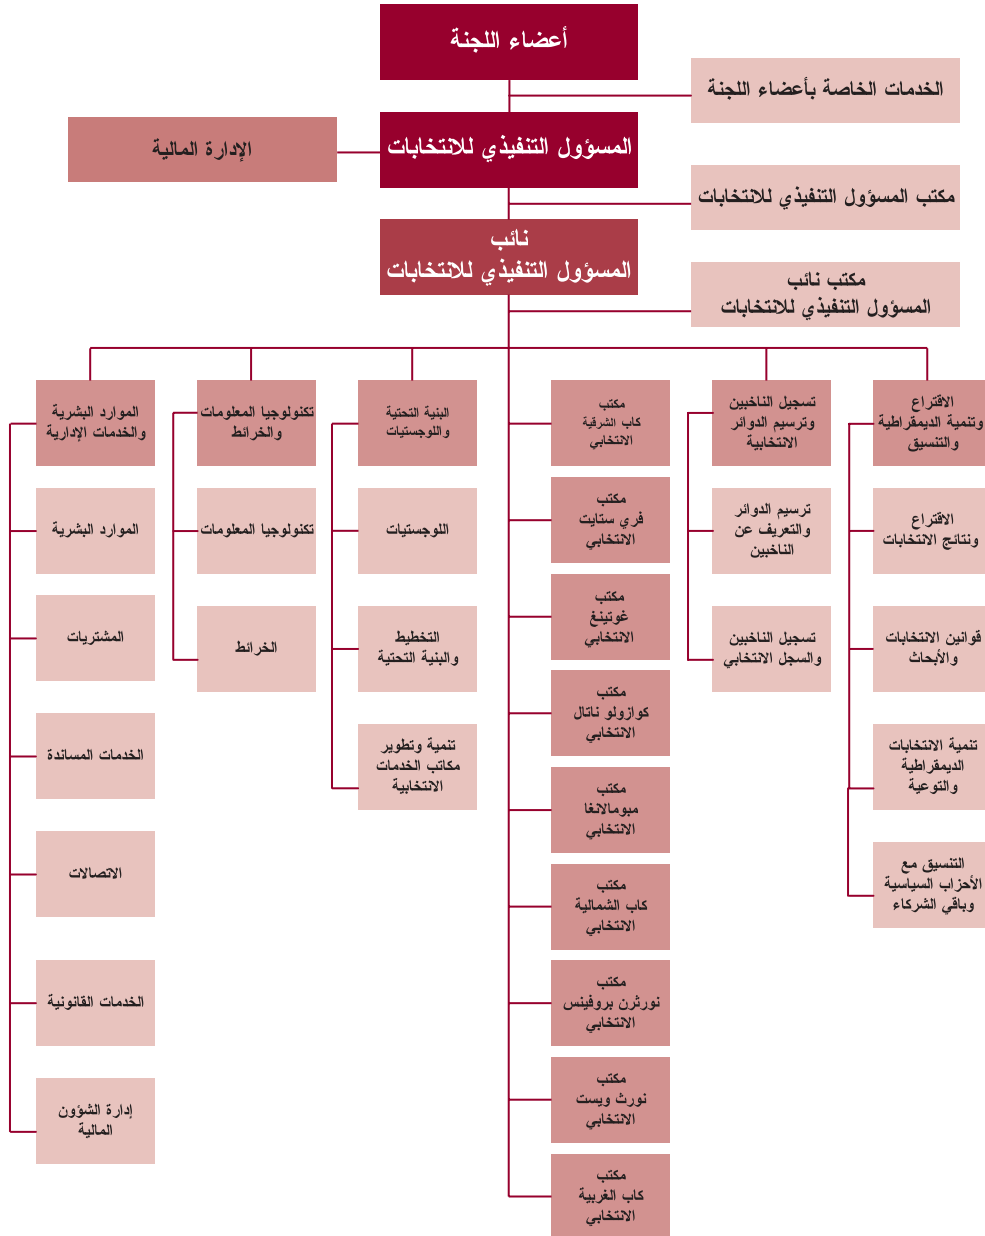 أعضاء اللجنة
الخدمات الخاصة بأعضاء اللجنة
المسؤول التنفيذي للانتخابات
الإدارة المالية
مكتب المسؤول التنفيذي للانتخابات
نائب
المسؤول التنفيذي للانتخابات
مكتب نائب
المسؤول التنفيذي للانتخابات
الاقتراع
وتنمية الديمقراطية
والتنسيق
الاقتراع
ونتائج الانتخابات
قوانين الانتخابات
والأبحاث
تنمية الانتخابات
الديمقراطية
والتوعية
التنسيق مع
الأحزاب السياسية
وباقي الشركاء
تسجيل الناخبين
وترسيم الدوائر
الانتخابية
ترسيم الدوائر
والتعريف عن
الناخبين
تسجيل الناخبين
والسجل الانتخابي
مكتب
كاب الشرقية
الانتخابي
مكتب
فري ستايت
الانتخابي
مكتب
غوتينغ
الانتخابي
مكتب
كوازولو ناتال
الانتخابي
مكتب
مبومالانغا
الانتخابي
مكتب
كاب الشمالية
الانتخابي
مكتب
نورثرن بروفينس
الانتخابي
مكتب
نورث ويست
الانتخابي
مكتب
كاب الغربية
الانتخابي
البنية التحتية
واللوجستيات
اللوجستيات
التخطيط
والبنية التحتية
تنمية وتطوير
مكاتب الخدمات
الانتخابية
تكنولوجيا المعلومات
والخرائط
تكنولوجيا المعلومات
الخرائط
الموارد البشرية
والخدمات الإدارية
الموارد البشرية
المشتريات
الخدمات المساندة
الاتصالات
الخدمات القانونية
إدارة الشؤون
المالية